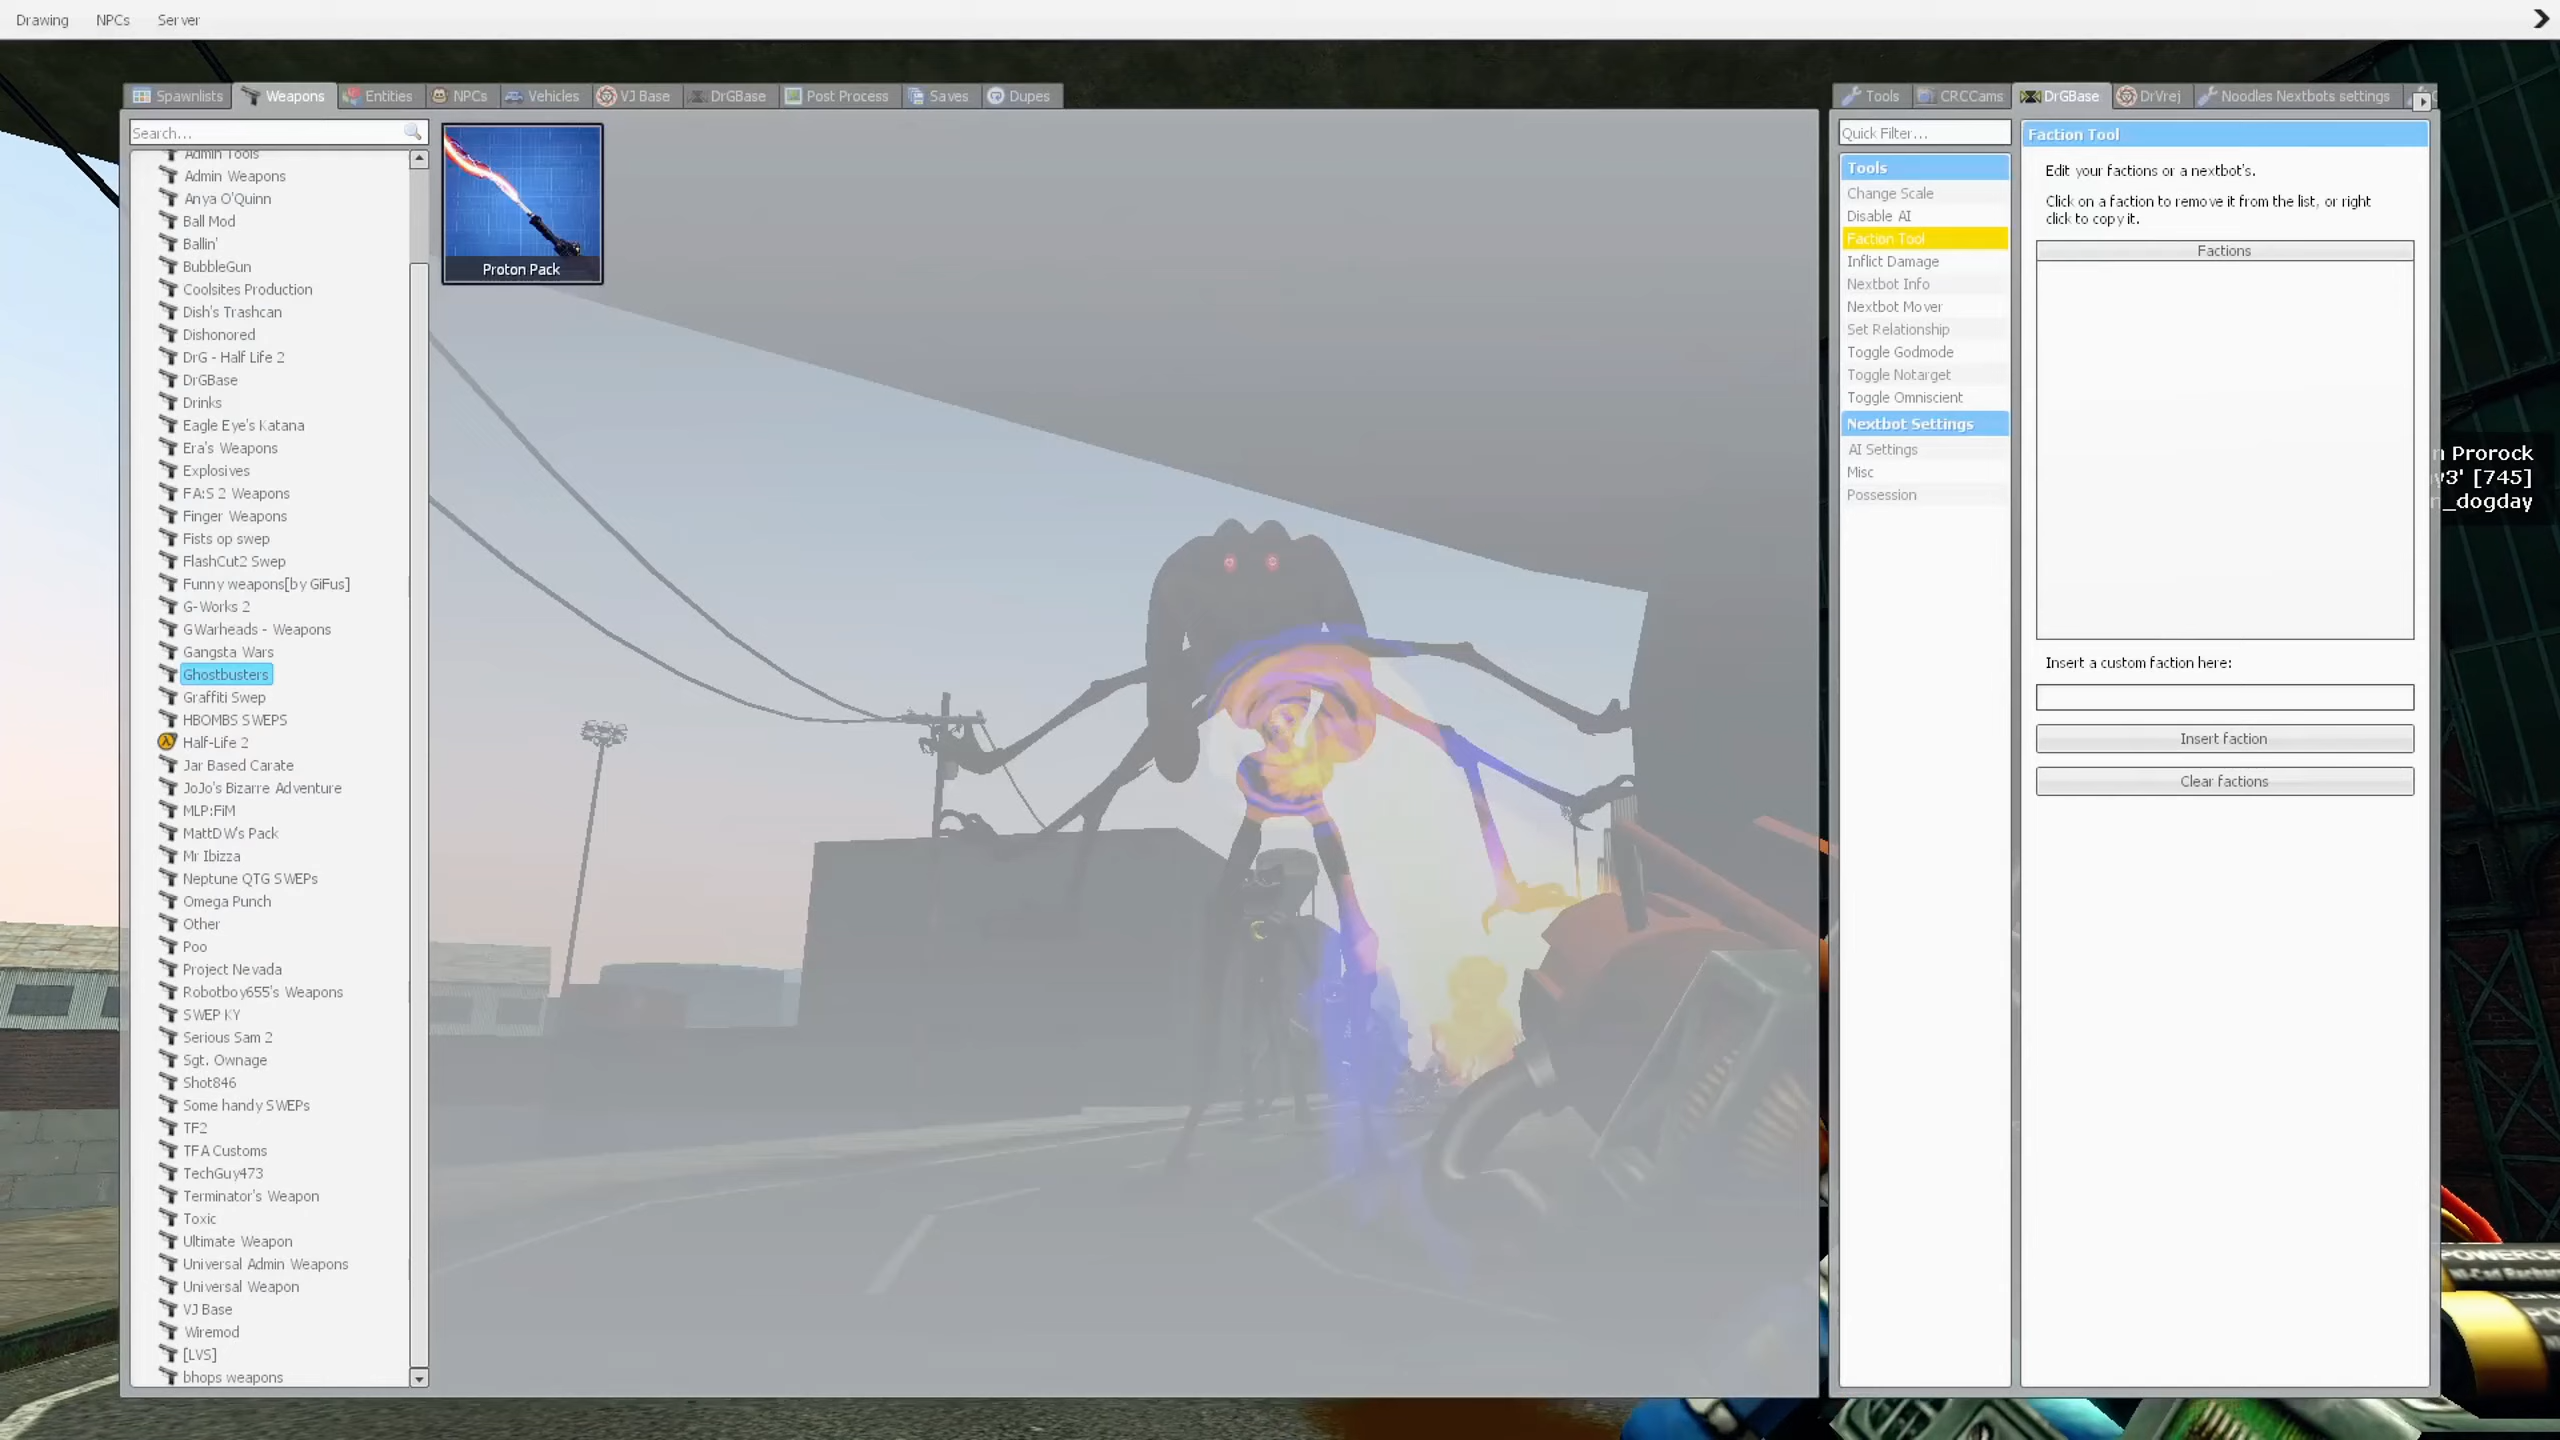 Drawing NPCs Server
Spawnlists Weapons Entities NPCs Vehicles VJ Base DrGBase Post Process Saves Dupes
Search...
Admin Tools
Admin Weapons
Anya O'Quinn
Ball Mod
Ballin'
BubbleGun
Coolsites Production
Dish's Trashcan
Dishonored
DrG - Half Life 2
DrGBase
Drinks
Eagle Eye's Katana
Era's Weapons
Explosives
FA:S 2 Weapons
Finger Weapons
Fists op swep
FlashCut2 Swep
Funny weapons[by GiFus]
G-Works 2
GWarheads - Weapons
Gangsta Wars
Ghostbusters
Graffiti Swep
HBOMBS SWEPS
Half-Life 2
Jar Based Carate
JoJo's Bizarre Adventure
MLP:FiM
MattDW's Pack
Mr Ibizza
Neptune QTG SWEPs
Omega Punch
Other
Poo
Project Nevada
Robotboy655's Weapons
SWEP KY
Serious Sam 2
Sgt. Ownage
Shot846
Some handy SWEPs
TF2
TFA Customs
TechGuy473
Terminator's Weapon
Toxic
Ultimate Weapon
Universal Admin Weapons
Universal Weapon
VJ Base
Wiremod
[LVS]
bhops weapons
Proton Pack
Tools CRCCams DrGBase DrVrej Noodles Nextbots settings
Quick Filter...
Tools
Change Scale
Disable AI
Faction Tool
Inflict Damage
Nextbot Info
Nextbot Mover
Set Relationship
Toggle Godmode
Toggle Notarget
Toggle Omniscient
Nextbot Settings
AI Settings
Misc
Possession
Faction Tool
Edit your factions or a nextbot's.
Click on a faction to remove it from the list, or right
click to copy it.
Factions
Insert a custom faction here:
Insert faction
Clear factions
n Prorock
y3' [745]
_dogday
POWERCE